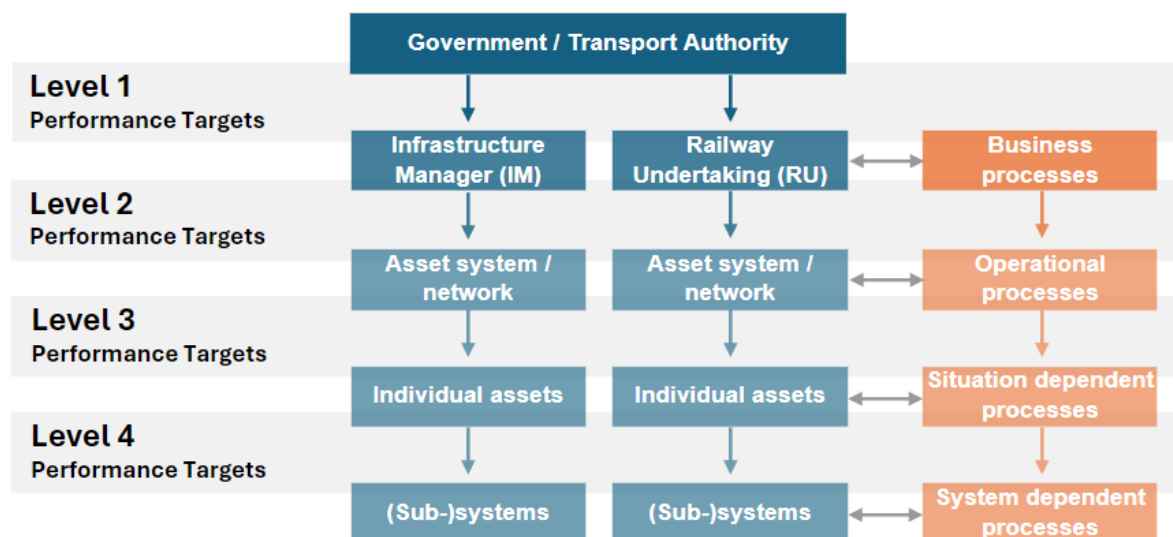 Government / Transport Authority
Level 1
Performance Targets
Infrastructure
Manager (IM)
Railway
Undertaking (RU)
Business
processes
Level 2
Performance Targets
Asset system /
network
Asset system /
network
Operational
processes
Level 3
Performance Targets
Individual assets
Individual assets
Situation dependent
processes
Level 4
Performance Targets
(Sub-)systems
(Sub-)systems
System dependent
processes